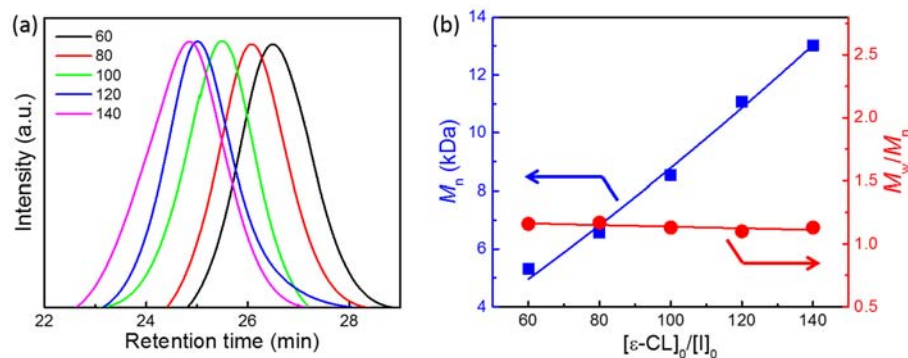 (a)
60
80
100
120
140
Intensity (a.u.)
22 24 26 28
Retention time (min)
(b)
14
12
10
8
6
4
Mn (kDa)
2.5
2.0
1.5
1.0
0.5
Mw/Mn
60 80 100 120 140
[ε-CL]0/[I]0